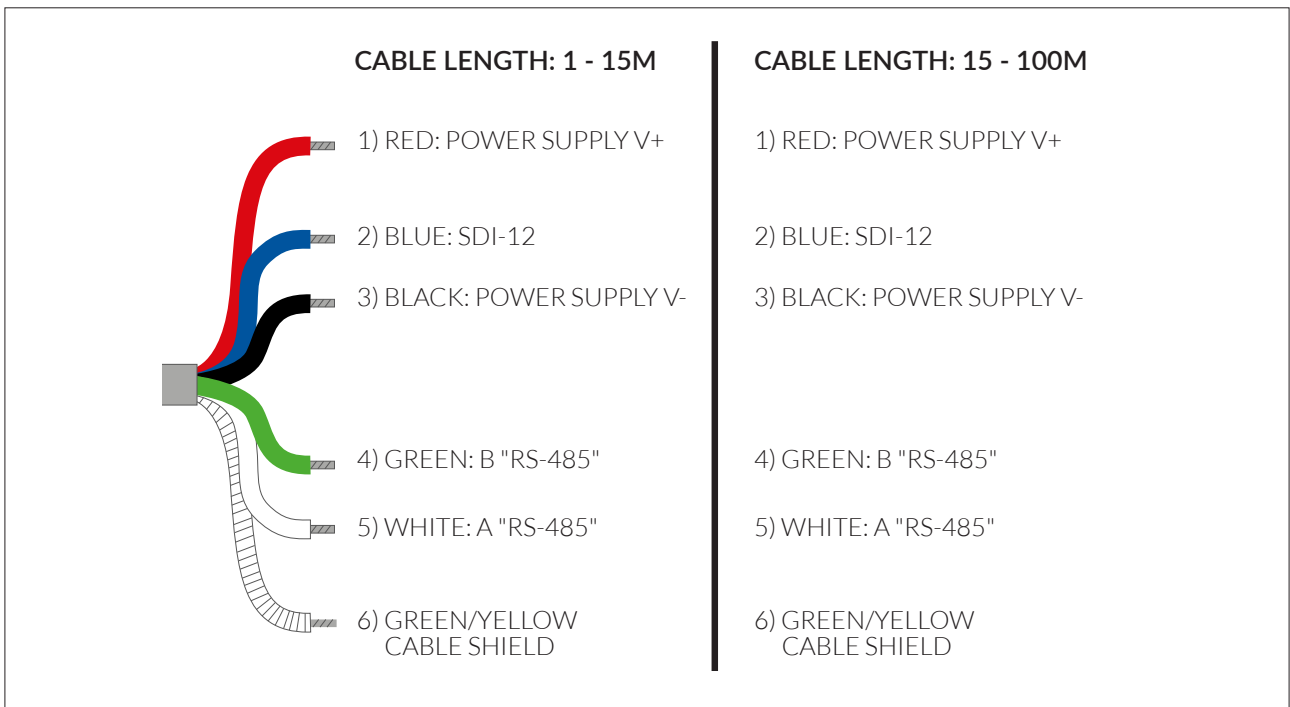 CABLE LENGTH: 1 - 15M
1) RED: POWER SUPPLY V+
2) BLUE: SDI-12
3) BLACK: POWER SUPPLY V-
4) GREEN: B "RS-485"
5) WHITE: A "RS-485"
6) GREEN/YELLOW
CABLE SHIELD
CABLE LENGTH: 15 - 100M
1) RED: POWER SUPPLY V+
2) BLUE: SDI-12
3) BLACK: POWER SUPPLY V-
4) GREEN: B "RS-485"
5) WHITE: A "RS-485"
6) GREEN/YELLOW
CABLE SHIELD